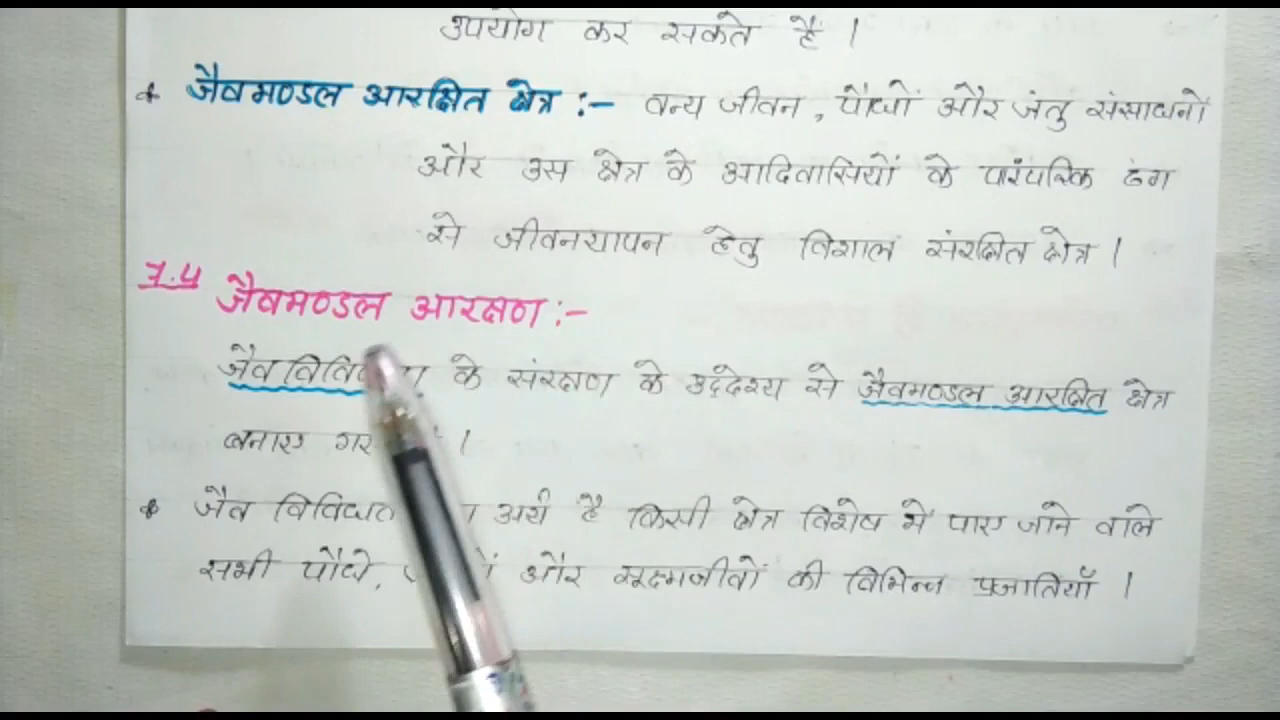 उपयोग कर सकते हैं ।
* जैवमण्डल आरक्षित क्षेत्र :- वन्य जीवन , पौधों और जंतु संसाधनों
और उस क्षेत्र के आदिवासियों के पारंपरिक ढंग
से जीवनयापन हेतु विशाल संरक्षित क्षेत्र ।
7.4 जैवमण्डल आरक्षण :-
के संरक्षण के उद्देश्य से जैवमण्डल आरक्षित क्षेत्र
बनाए ।
* जैव अर्थ है किसी क्षेत्र विशेष में पाए जाने वाले
सभी पौधे, और सूक्ष्मजीवों की विभिन्न प्रजातियाँ ।